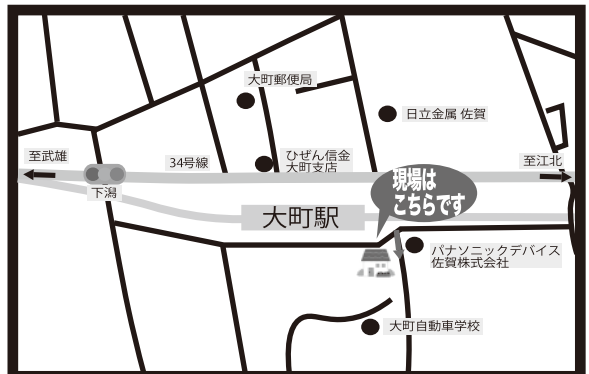 大町郵便局
日立金属 佐賀
至武雄
34号線
ひぜん信金
大町支店
至江北
下潟
現場は
こちらです
大町駅
パナソニックデバイス
佐賀株式会社
大町自動車学校